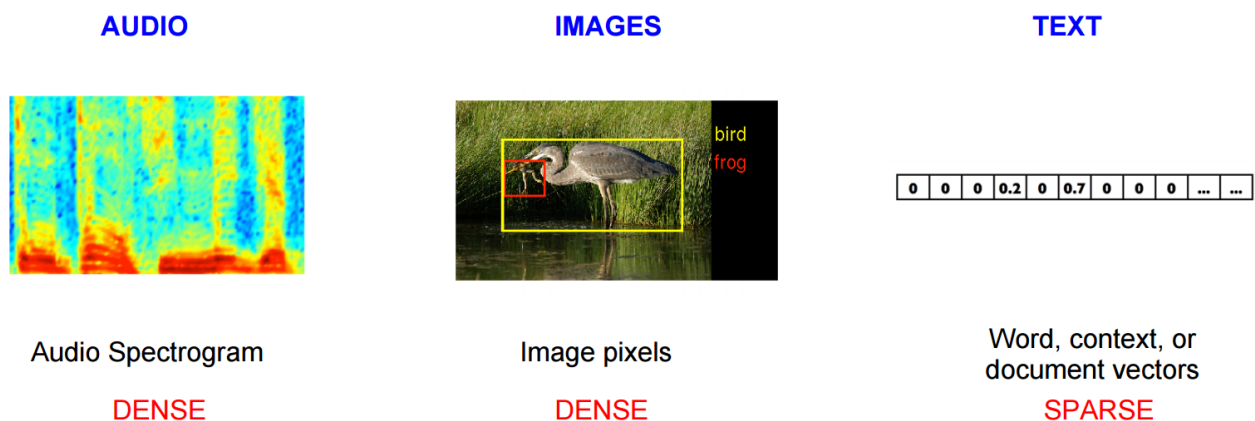 AUDIO
IMAGES
TEXT
bird
frog
0 0 0 0.2 0 0.7 0 0 0 ... ...
Audio Spectrogram
Image pixels
Word, context, or
document vectors
DENSE
DENSE
SPARSE